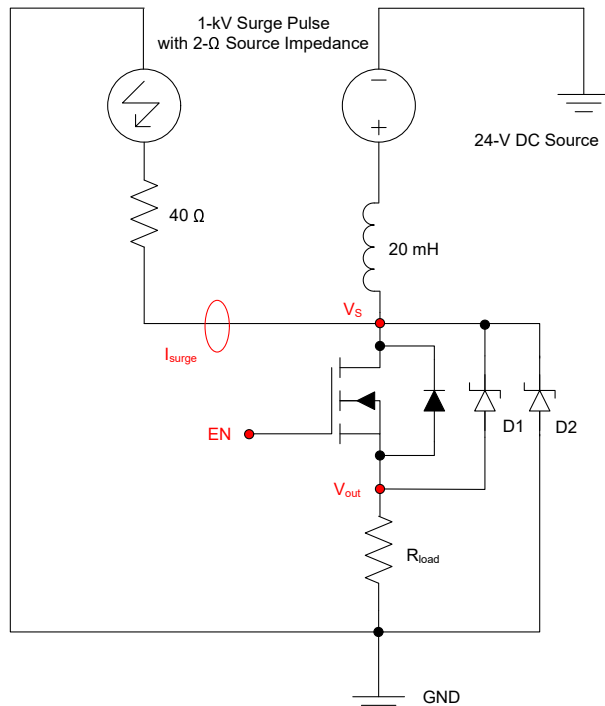 1-kV Surge Pulse
with 2-Ω Source Impedance
−
+
24-V DC Source
40 Ω
20 mH
VS
Isurge
EN
D1
D2
Vout
Rload
GND